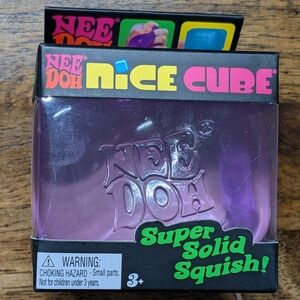 NEE
DOH
NEE
DOH
NiCE CUBE
NEE
DOH
Super
Solid
Squish!
WARNING:
CHOKING HAZARD - Small parts.
Not for children under 3 years.
3+